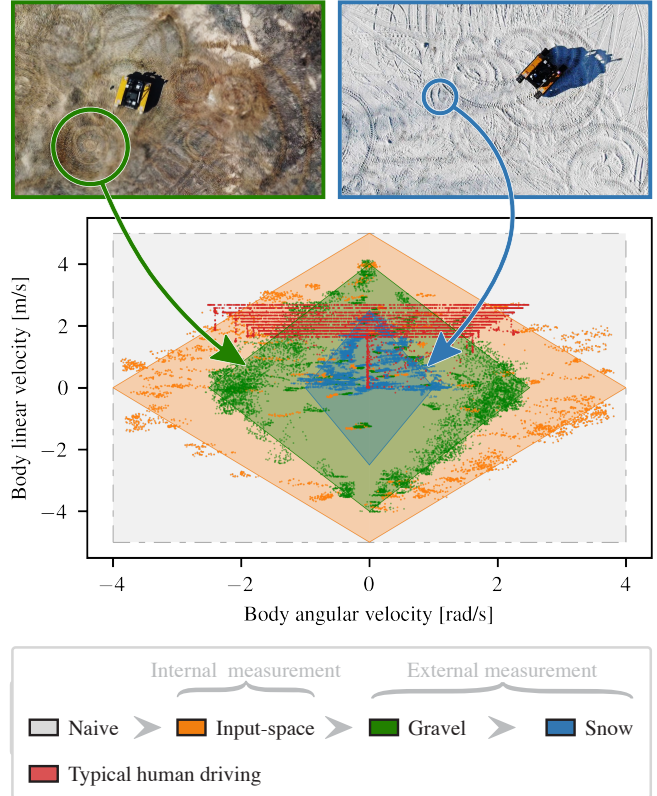 4
2
0
−2
−4
Body linear velocity [m/s]
−4 −2 0 2 4
Body angular velocity [rad/s]
Internal measurement External measurement
Naive Input-space Gravel Snow
Typical human driving